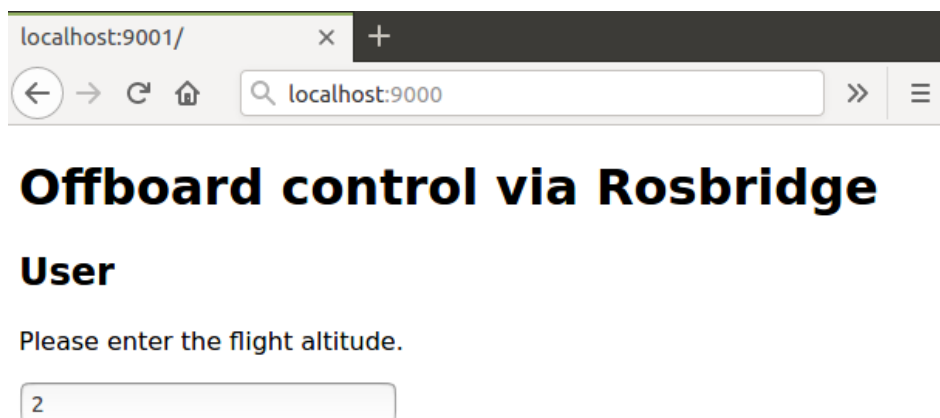 localhost:9001/
localhost:9000
Offboard control via Rosbridge
User
Please enter the flight altitude.
2